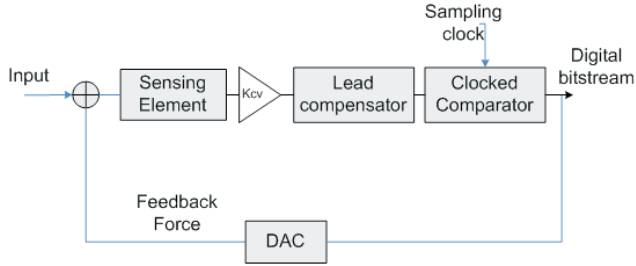 Sampling
clock
Digital
bitstream
Input
Sensing
Element
Kcv
Lead
compensator
Clocked
Comparator
Feedback
Force
DAC